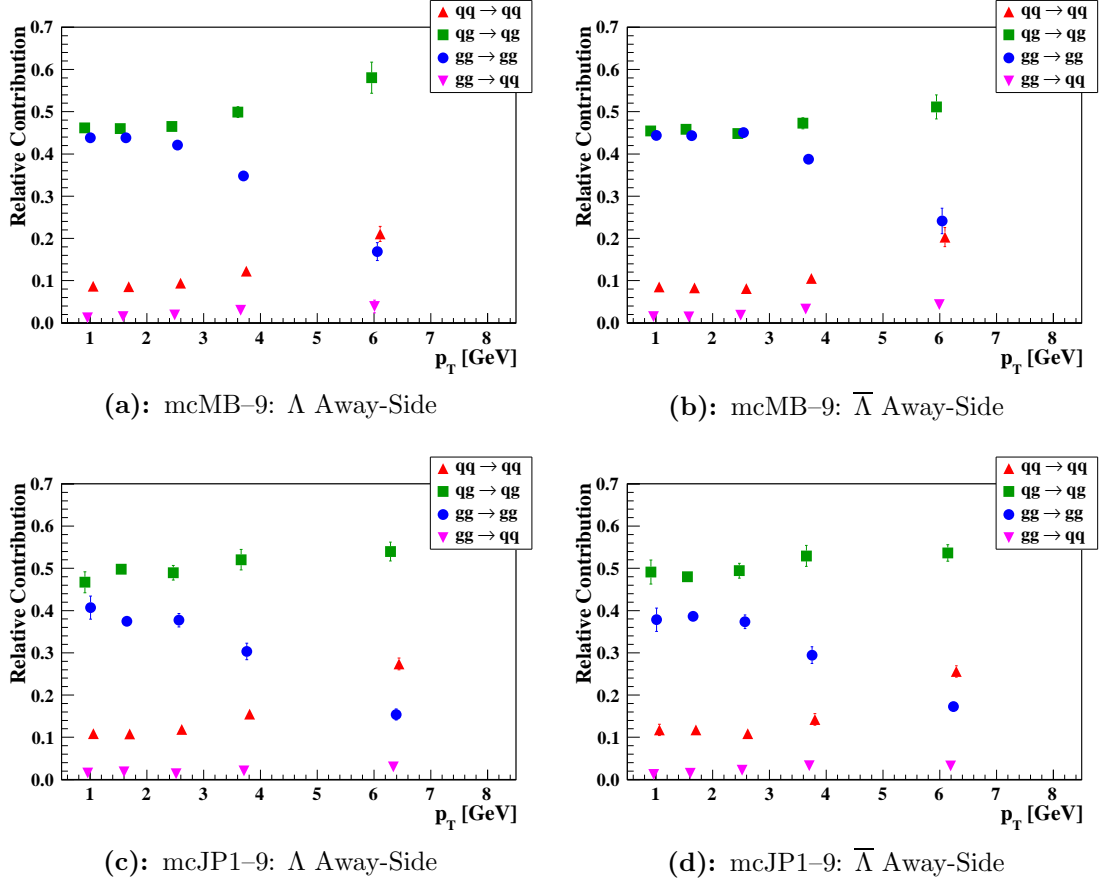 qq → qq
qg → qg
gg → gg
gg → qq
Relative Contribution
0.7
0.6
0.5
0.4
0.3
0.2
0.1
0.0
1 2 3 4 5 6 7 8
p_T [GeV]
(a): mcMB–9: Λ Away-Side
qq → qq
qg → qg
gg → gg
gg → qq
Relative Contribution
0.7
0.6
0.5
0.4
0.3
0.2
0.1
0.0
1 2 3 4 5 6 7 8
p_T [GeV]
(b): mcMB–9: Λ̅ Away-Side
qq → qq
qg → qg
gg → gg
gg → qq
Relative Contribution
0.7
0.6
0.5
0.4
0.3
0.2
0.1
0.0
1 2 3 4 5 6 7 8
p_T [GeV]
(c): mcJP1–9: Λ Away-Side
qq → qq
qg → qg
gg → gg
gg → qq
Relative Contribution
0.7
0.6
0.5
0.4
0.3
0.2
0.1
0.0
1 2 3 4 5 6 7 8
p_T [GeV]
(d): mcJP1–9: Λ̅ Away-Side